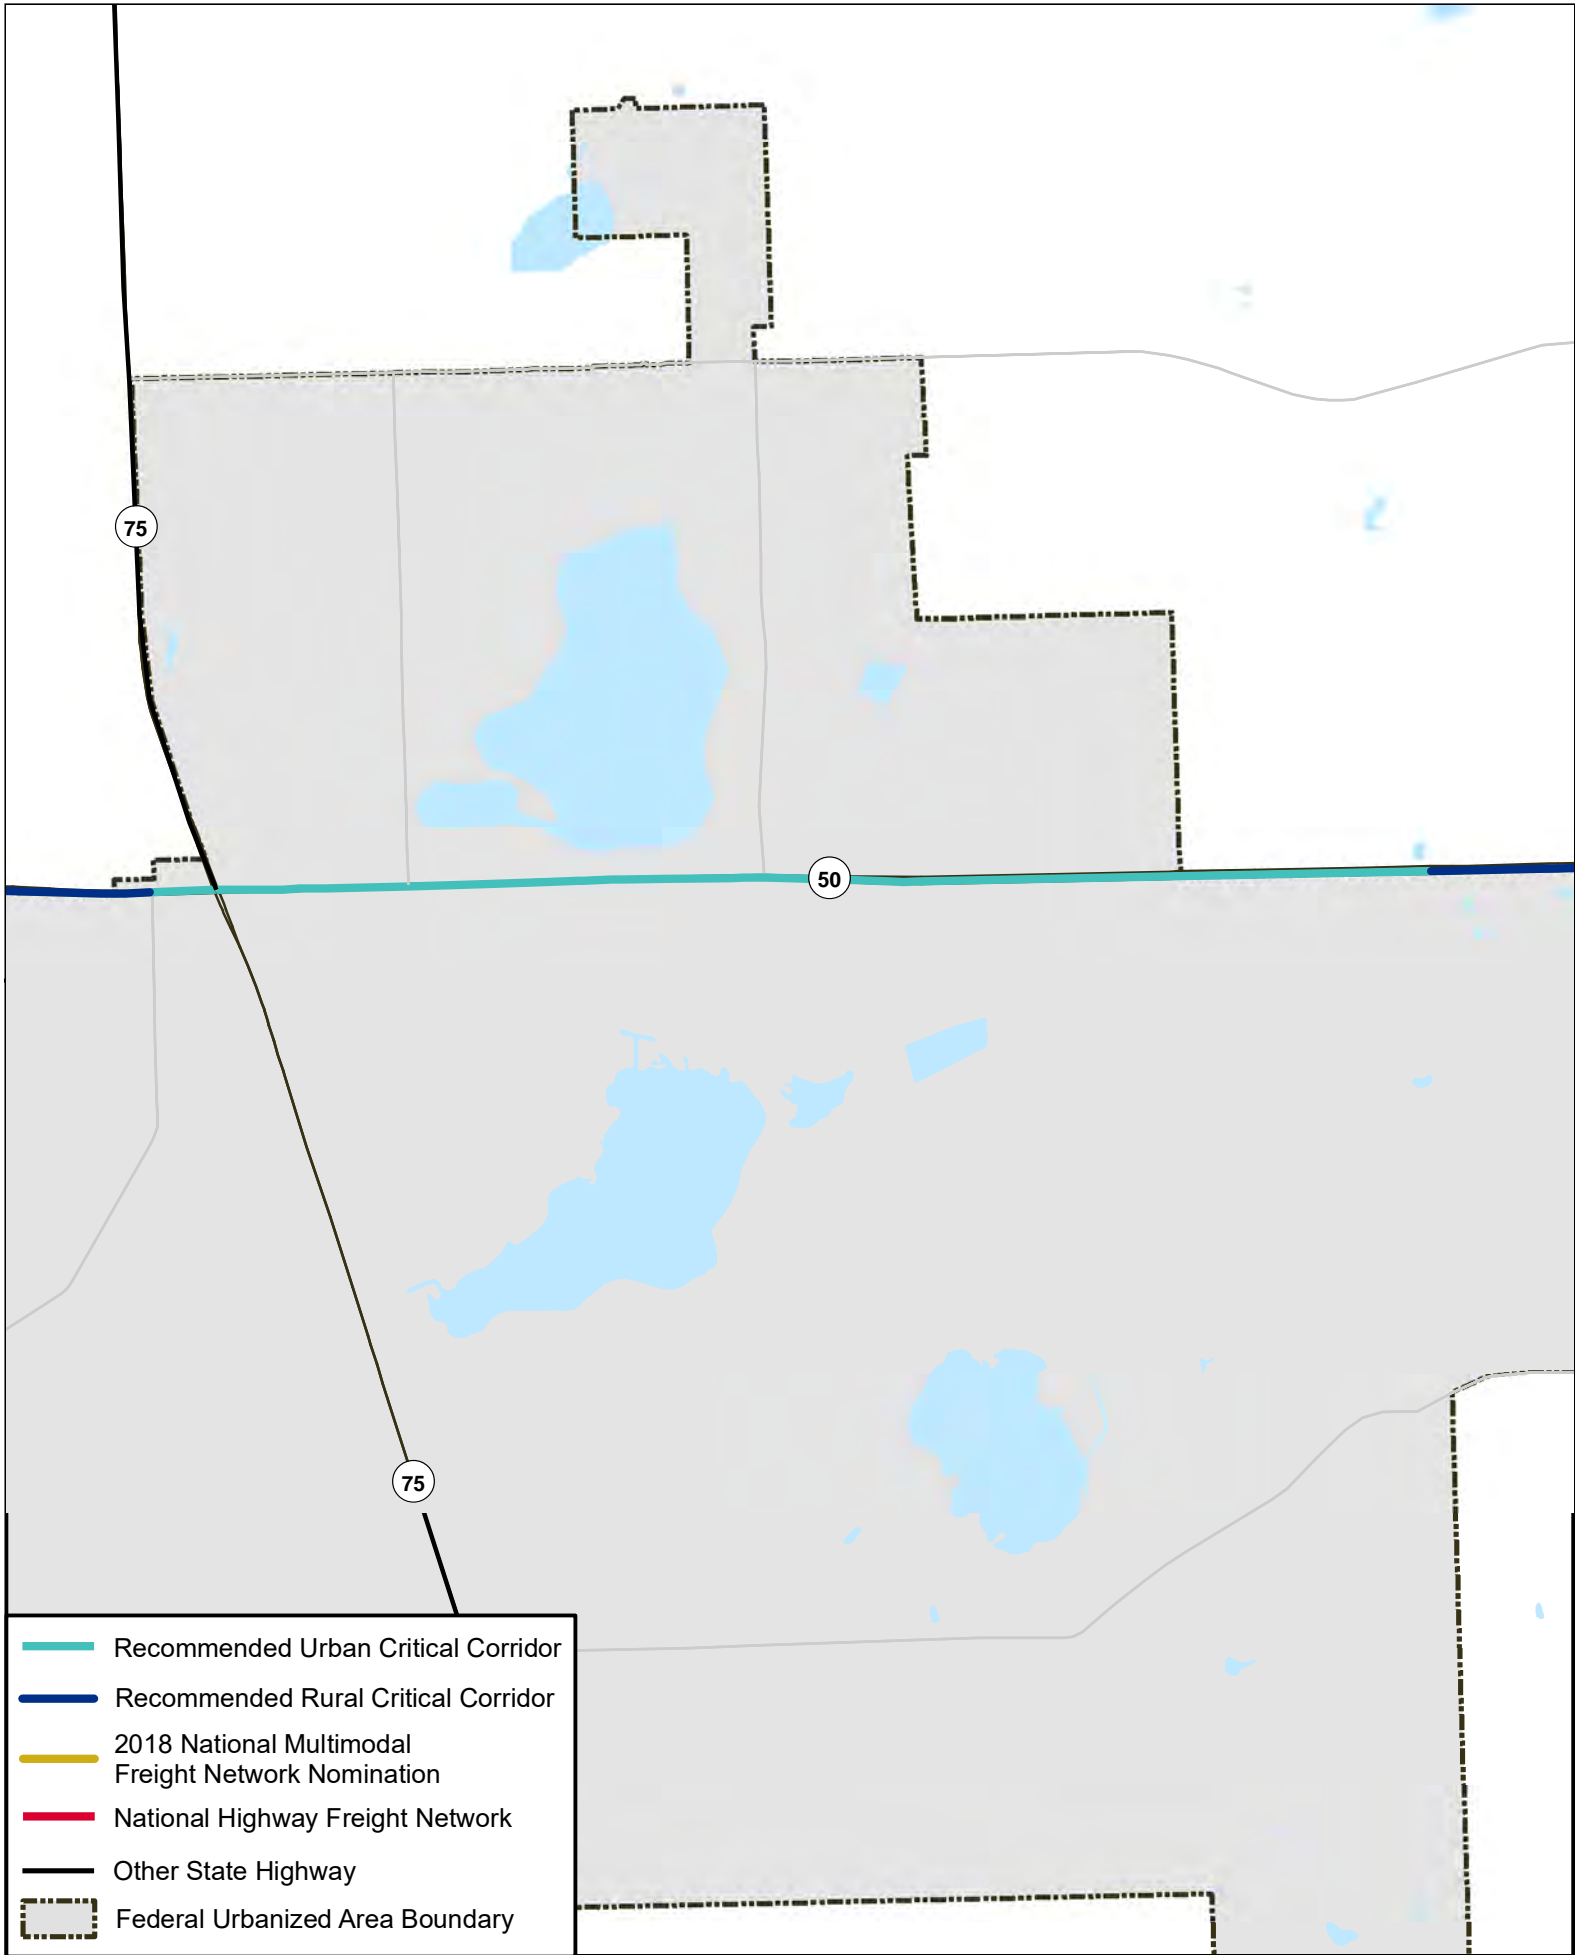 75
50
75
Recommended Urban Critical Corridor
Recommended Rural Critical Corridor
2018 National Multimodal
Freight Network Nomination
National Highway Freight Network
Other State Highway
Federal Urbanized Area Boundary